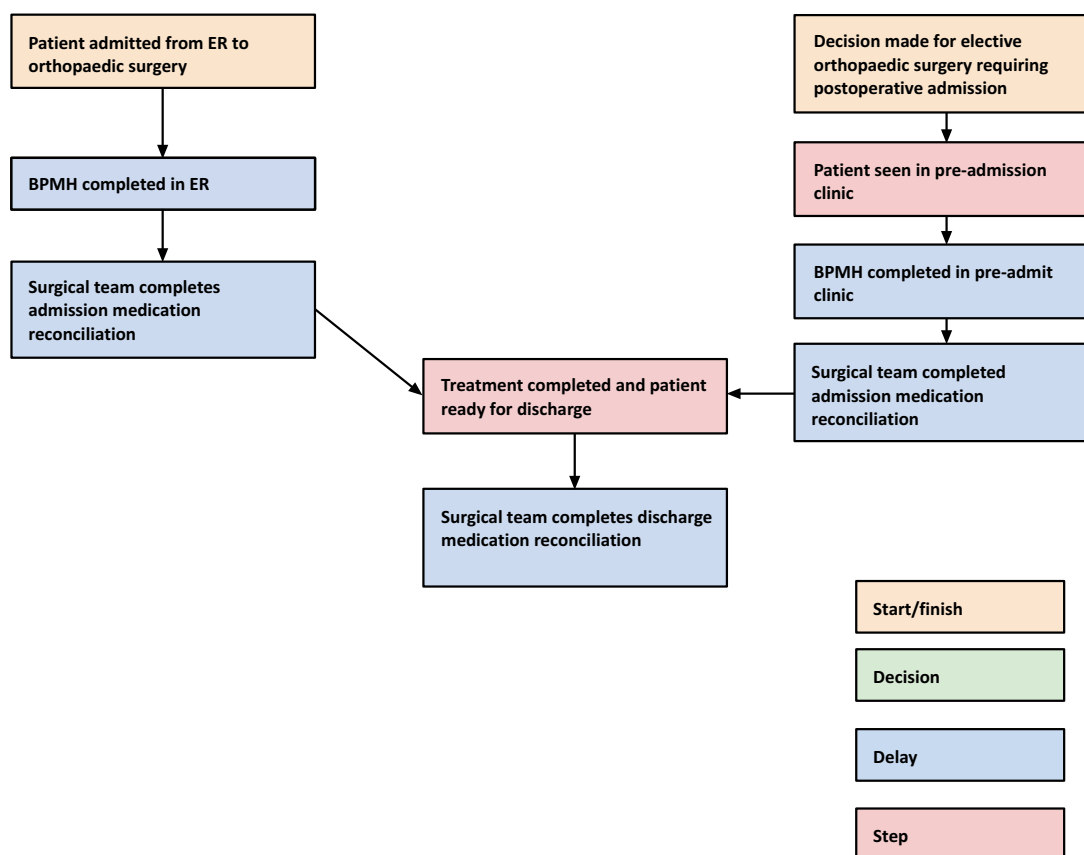 Patient admitted from ER to
orthopaedic surgery
Decision made for elective
orthopaedic surgery requiring
postoperative admission
BPMH completed in ER
Patient seen in pre-admission
clinic
Surgical team completes
admission medication
reconciliation
BPMH completed in pre-admit
clinic
Surgical team completed
admission medication
reconciliation
Treatment completed and patient
ready for discharge
Surgical team completes discharge
medication reconciliation
Start/finish
Decision
Delay
Step